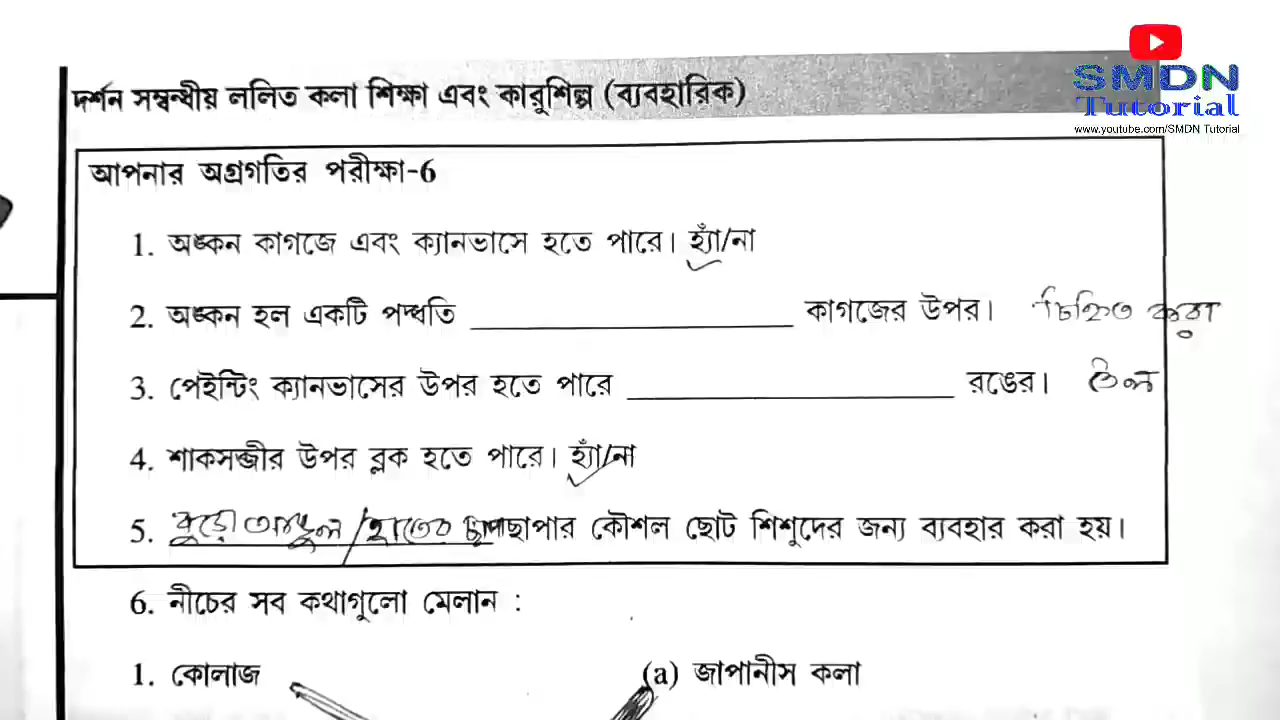 SMDN
Tutorial
www.youtube.com/SMDN Tutorial
দর্শন সম্বন্ধীয় ললিত কলা শিক্ষা এবং কারুশিল্প (ব্যবহারিক)
আপনার অগ্রগতির পরীক্ষা-6
1. অঙ্কন কাগজে এবং ক্যানভাসে হতে পারে। হ্যাঁ/না
2. অঙ্কন হল একটি পদ্ধতি ____________ কাগজের উপর। চিহ্নিত করা
3. পেইন্টিং ক্যানভাসের উপর হতে পারে ____________ রঙের। তেল
4. শাকসব্জীর উপর ব্লক হতে পারে। হ্যাঁ/না
5. বুড়ো আঙ্গুল / হাতের ছাপার কৌশল ছোট শিশুদের জন্য ব্যবহার করা হয়।
6. নীচের সব কথাগুলো মেলান :
1. কোলাজ (a) জাপানীস কলা